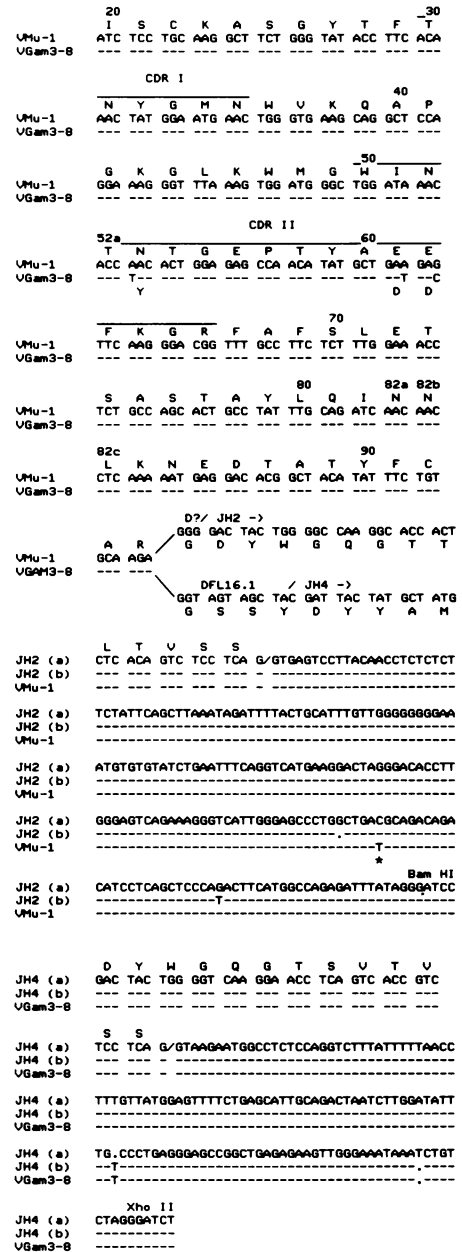 20 _30
I S C K A S G Y T F T
VMu-1 ATC TCC TGC AAG GCT TCT GGG TAT ACC TTC ACA
VGam3-8 --- --- --- --- --- --- --- --- --- --- ---
CDR I
40
N Y G M N W V K Q A P
VMu-1 AAC TAT GGA ATG AAC TGG GTG AAG CAG GCT CCA
VGam3-8 --- --- --- --- --- --- --- --- --- --- ---
_50
G K G L K W M G W I N
VMu-1 GGA AAG GGT TTA AAG TGG ATG GGC TGG ATA AAC
VGam3-8 --- --- --- --- --- --- --- --- --- --- ---
CDR II
52a 60
T N T G E P T Y A E E
VMu-1 ACC AAC ACT GGA GAG CCA ACA TAT GCT GAA GAG
VGam3-8 --- T-- --- --- --- --- --- --- --- --T --C
Y D D
70
F K G R F A F S L E T
VMu-1 TTC AAG GGA CGG TTT GCC TTC TCT TTG GAA ACC
VGam3-8 --- --- --- --- --- --- --- --- --- --- ---
80 82a 82b
S A S T A Y L Q I N N
VMu-1 TCT GCC AGC ACT GCC TAT TTG CAG ATC AAC AAC
VGam3-8 --- --- --- --- --- --- --- --- --- --- ---
82c 90
L K N E D T A T Y F C
VMu-1 CTC AAA AAT GAG GAC ACG GCT ACA TAT TTC TGT
VGam3-8 --- --- --- --- --- --- --- --- --- --- ---
D?/ JH2 ->
GGG GAC TAC TGG GGC CAA GGC ACC ACT
A R G D Y W G Q G T T
VMu-1 GCA AGA
VGAM3-8 --- ---
DFL16.1 / JH4 ->
GGT AGT AGC TAC GAT TAC TAT GCT ATG
G S S Y D Y Y A M
L T V S S
JH2 (a) CTC ACA GTC TCC TCA G/GTGAGTCCTTACAACCTCTCTCT
JH2 (b) --- --- --- --- --- - -----------------------
VMu-1 --- --- --- --- --- - -----------------------
JH2 (a) TCTATTCAGCTTAAATAGATTTTACTGCATTTGTTGGGGGGGGAA
JH2 (b) ---------------------------------------------
VMu-1 ---------------------------------------------
JH2 (a) ATGTGTGTATCTGAATTTCAGGTCATGAAGGACTAGGGACACCTT
JH2 (b) ---------------------------------------------
VMu-1 ---------------------------------------------
JH2 (a) GGGAGTCAGAAAGGGTCATTGGGAGCCCTGGCTGACGCAGACAGA
JH2 (b) ------------------------------.--------------
VMu-1 -----------------------------------T---------
*
Bam HI
JH2 (a) CATCCTCAGCTCCCAGACTTCATGGCCAGAGATTTATAGGGATCC
JH2 (b) ---------------T------------------------.----
D Y W G Q G T S V T V
JH4 (a) GAC TAC TGG GGT CAA GGA ACC TCA GTC ACC GTC
JH4 (b) --- --- --- --- --- --- --- --- --- --- ---
VGam3-8 --- --- --- --- --- --- --- --- --- --- ---
S S
JH4 (a) TCC TCA G/GTAAGAATGGCCTCTCCAGGTCTTTATTTTTAACC
JH4 (b) --- --- - -----------------------------------
VGam3-8 --- --- - -----------------------------------
JH4 (a) TTTGTTATGGAGTTTTCTGAGCATTGCAGACTAATCTTGGATATT
JH4 (b) ---------------------------------------------
VGam3-8 ---------------------------------------------
JH4 (a) TG.CCCTGAGGGAGCCGGCTGAGAGAAGTTGGGAAATAAATCTGT
JH4 (b) --T-------------------------------------.----
VGam3-8 --T-------------------------------------.----
Xho II
JH4 (a) CTAGGGATCT
JH4 (b) ----------
VGam3-8 ----------